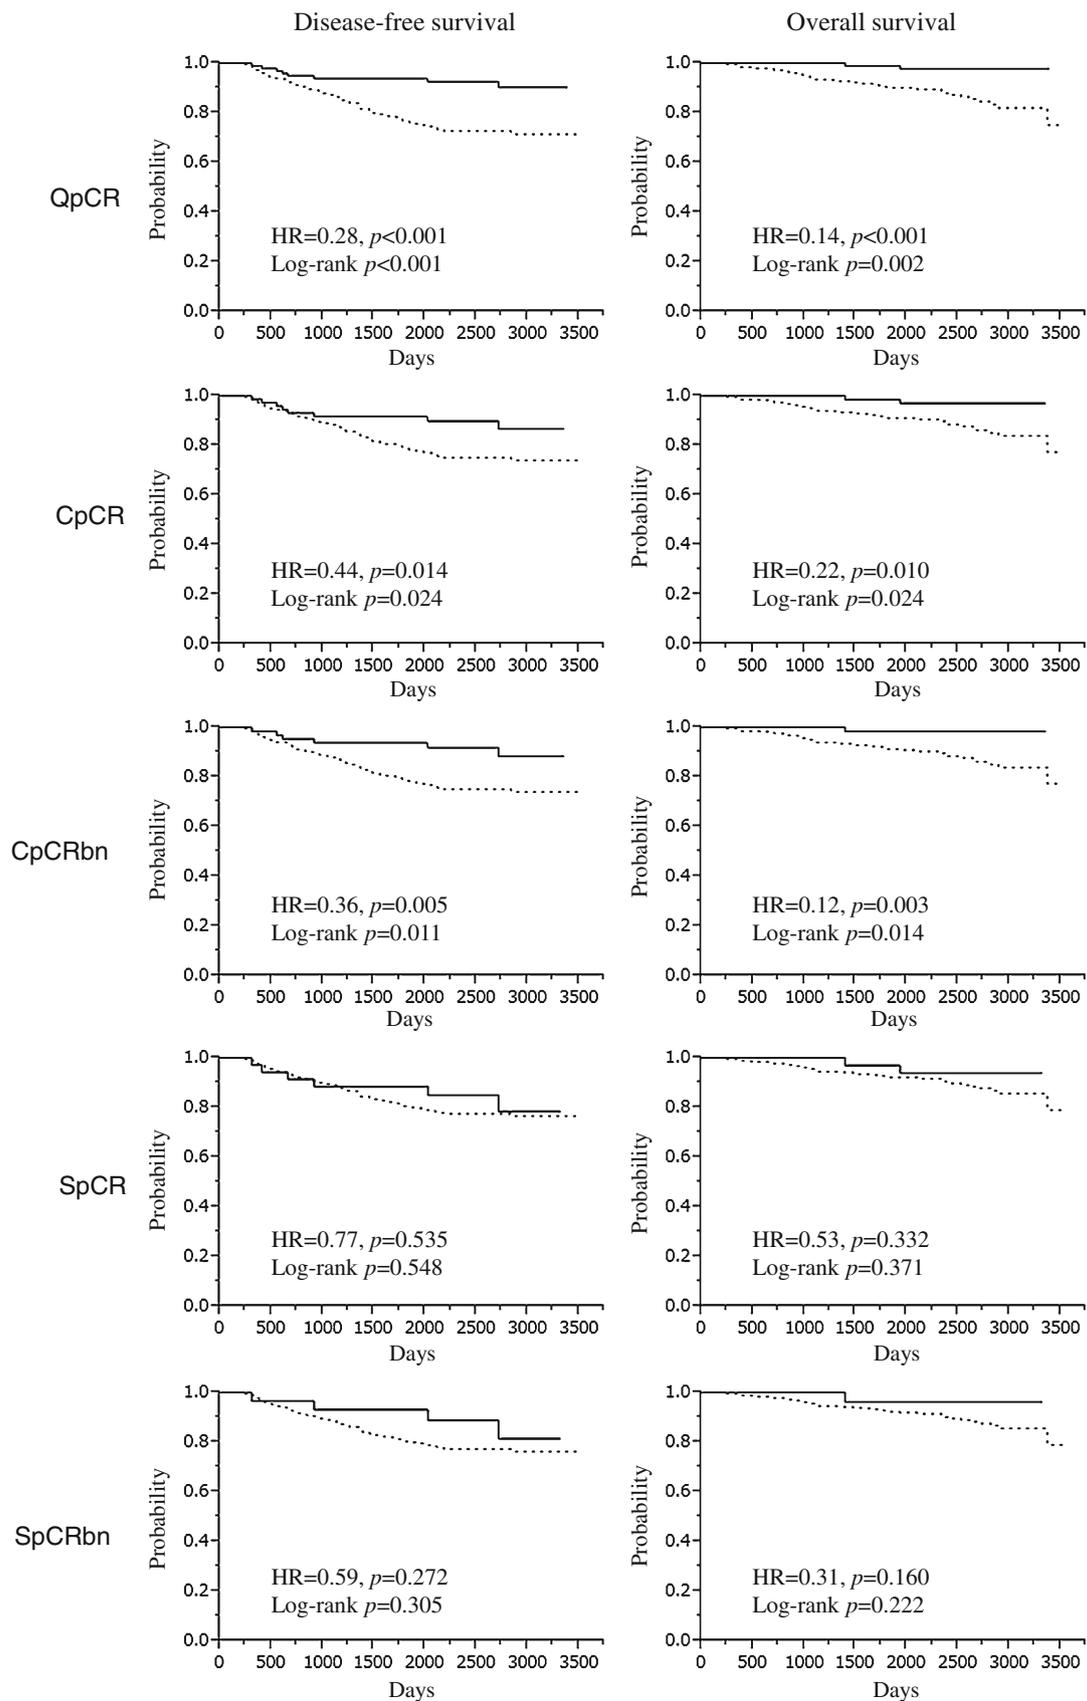 Disease-free survival
Overall survival
QpCR
Probability
1.0
0.8
0.6
0.4
0.2
0.0
HR=0.28, p<0.001
Log-rank p<0.001
0 500 1000 1500 2000 2500 3000 3500
Days
Probability
1.0
0.8
0.6
0.4
0.2
0.0
HR=0.14, p<0.001
Log-rank p=0.002
0 500 1000 1500 2000 2500 3000 3500
Days
CpCR
Probability
1.0
0.8
0.6
0.4
0.2
0.0
HR=0.44, p=0.014
Log-rank p=0.024
0 500 1000 1500 2000 2500 3000 3500
Days
Probability
1.0
0.8
0.6
0.4
0.2
0.0
HR=0.22, p=0.010
Log-rank p=0.024
0 500 1000 1500 2000 2500 3000 3500
Days
CpCRbn
Probability
1.0
0.8
0.6
0.4
0.2
0.0
HR=0.36, p=0.005
Log-rank p=0.011
0 500 1000 1500 2000 2500 3000 3500
Days
Probability
1.0
0.8
0.6
0.4
0.2
0.0
HR=0.12, p=0.003
Log-rank p=0.014
0 500 1000 1500 2000 2500 3000 3500
Days
SpCR
Probability
1.0
0.8
0.6
0.4
0.2
0.0
HR=0.77, p=0.535
Log-rank p=0.548
0 500 1000 1500 2000 2500 3000 3500
Days
Probability
1.0
0.8
0.6
0.4
0.2
0.0
HR=0.53, p=0.332
Log-rank p=0.371
0 500 1000 1500 2000 2500 3000 3500
Days
SpCRbn
Probability
1.0
0.8
0.6
0.4
0.2
0.0
HR=0.59, p=0.272
Log-rank p=0.305
0 500 1000 1500 2000 2500 3000 3500
Days
Probability
1.0
0.8
0.6
0.4
0.2
0.0
HR=0.31, p=0.160
Log-rank p=0.222
0 500 1000 1500 2000 2500 3000 3500
Days